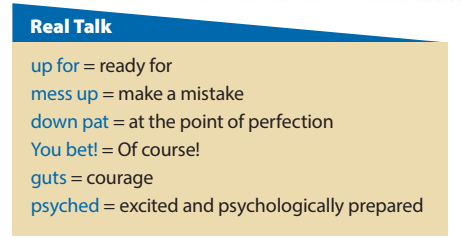 Real Talk
up for = ready for
mess up = make a mistake
down pat = at the point of perfection
You bet! = Of course!
guts = courage
psyched = excited and psychologically prepared